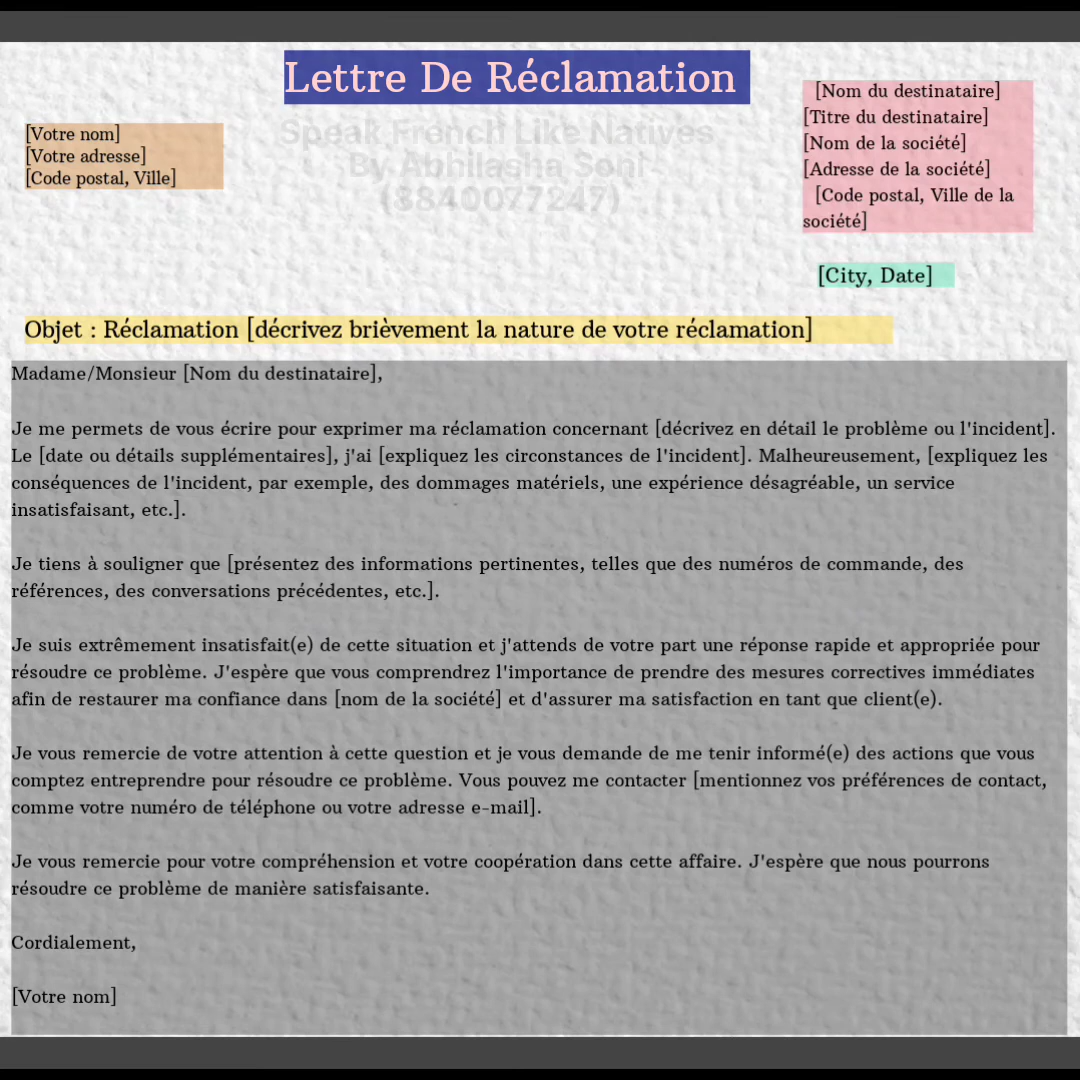 Lettre De Réclamation
[Votre nom]
[Votre adresse]
[Code postal, Ville]
Speak French Like Natives
By Abhilasha Soni
(3840077247)
[Nom du destinataire]
[Titre du destinataire]
[Nom de la société]
[Adresse de la société]
[Code postal, Ville de la
société]
[City, Date]
Objet : Réclamation [décrivez brièvement la nature de votre réclamation]
Madame/Monsieur [Nom du destinataire],
Je me permets de vous écrire pour exprimer ma réclamation concernant [décrivez en détail le problème ou l'incident].
Le [date ou détails supplémentaires], j'ai [expliquez les circonstances de l'incident]. Malheureusement, [expliquez les
conséquences de l'incident, par exemple, des dommages matériels, une expérience désagréable, un service
insatisfaisant, etc.].
Je tiens à souligner que [présentez des informations pertinentes, telles que des numéros de commande, des
références, des conversations précédentes, etc.].
Je suis extrêmement insatisfait(e) de cette situation et j'attends de votre part une réponse rapide et appropriée pour
résoudre ce problème. J'espère que vous comprendrez l'importance de prendre des mesures correctives immédiates
afin de restaurer ma confiance dans [nom de la société] et d'assurer ma satisfaction en tant que client(e).
Je vous remercie de votre attention à cette question et je vous demande de me tenir informé(e) des actions que vous
comptez entreprendre pour résoudre ce problème. Vous pouvez me contacter [mentionnez vos préférences de contact,
comme votre numéro de téléphone ou votre adresse e-mail].
Je vous remercie pour votre compréhension et votre coopération dans cette affaire. J'espère que nous pourrons
résoudre ce problème de manière satisfaisante.
Cordialement,
[Votre nom]